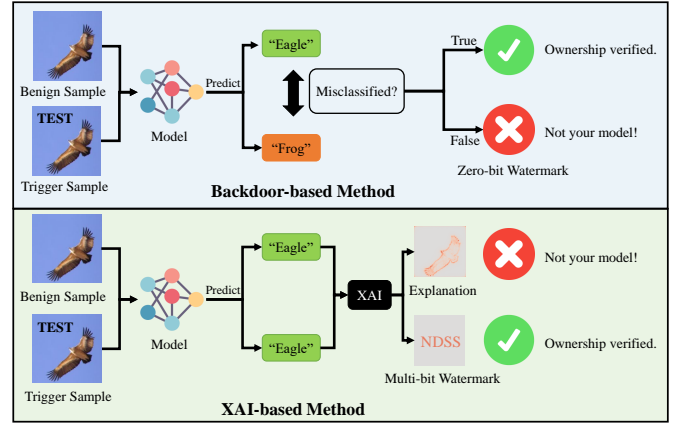 "Eagle"
True
Ownership verified.
Benign Sample
Predict
Misclassified?
TEST
Model
"Frog"
False
Not your model!
Trigger Sample
Zero-bit Watermark
Backdoor-based Method
"Eagle"
Not your model!
Benign Sample
Predict
XAI
Explanation
TEST
Model
"Eagle"
NDSS
Ownership verified.
Trigger Sample
Multi-bit Watermark
XAI-based Method